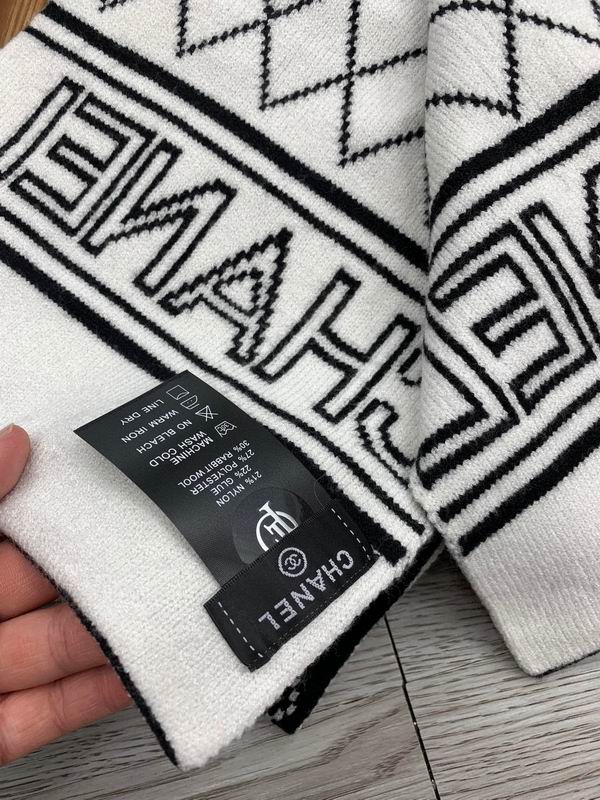 CHANEL
CHANEL
21% NYLON
22% GLUE
27% POLYESTER
30% RABBIT WOOL
MACHINE
WASH COLD
NO BLEACH
WARM IRON
LINE DRY